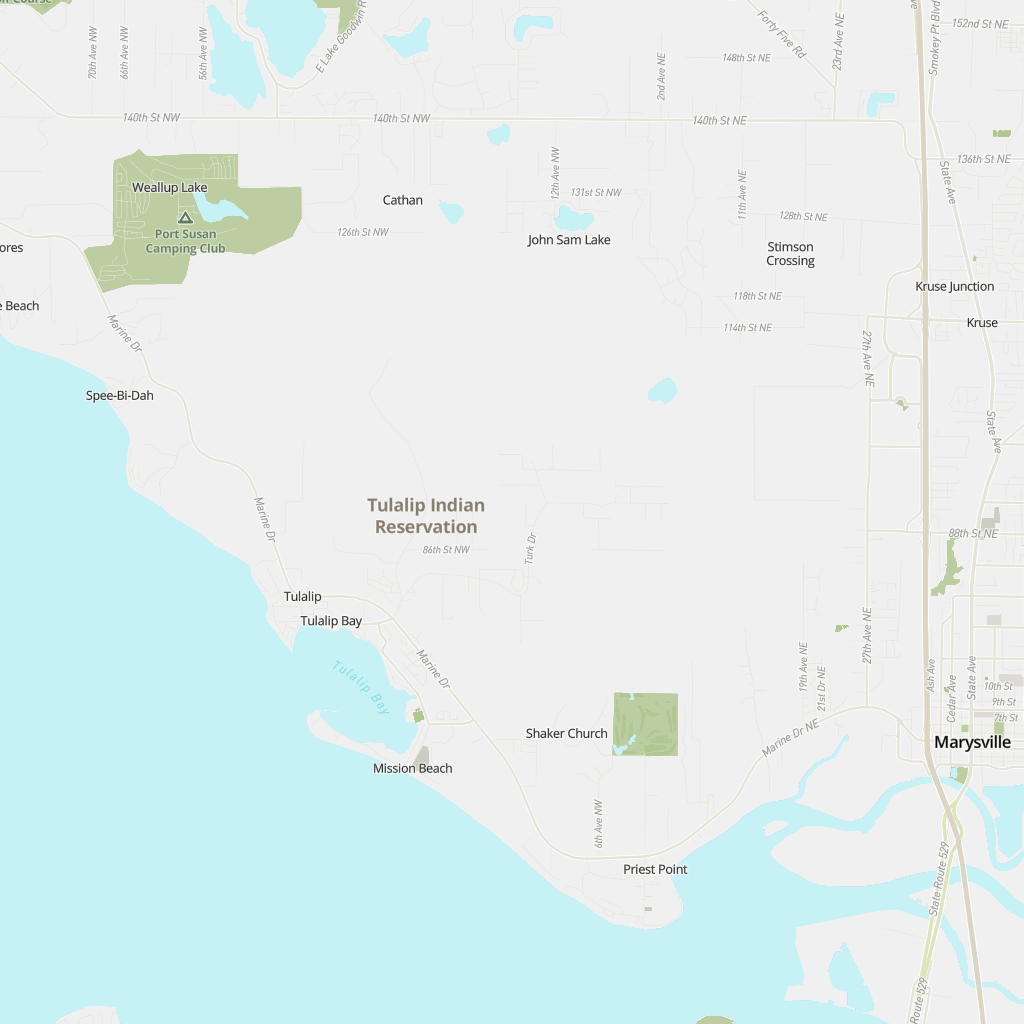 E Lake Goodwin R
70th Ave NW
66th Ave NW
56th Ave NW
2nd Ave NE
148th St NE
Forty Five Rd
23rd Ave NE
Smokey Pt Blvd
152nd St NE
140th St NW
140th St NW
140th St NE
136th St NE
State Ave
Weallup Lake
Port Susan
Camping Club
Cathan
126th St NW
12th Ave NW
131st St NW
John Sam Lake
11th Ave NE
128th St NE
Stimson
Crossing
Kruse Junction
118th St NE
114th St NE
Kruse
27th Ave NE
State Ave
ores
e Beach
Marine Dr
Spee-Bi-Dah
Marine Dr
Tulalip Indian
Reservation
86th St NW
Turk Dr
88th St NE
Tulalip
Tulalip Bay
Tulalip Bay
Marine Dr
27th Ave NE
19th Ave NE
21st Dr NE
Ash Ave
Cedar Ave
State Ave
10th St
9th St
7th St
Marysville
Marine Dr NE
Shaker Church
Mission Beach
6th Ave NW
Priest Point
State Route 529
Route 529